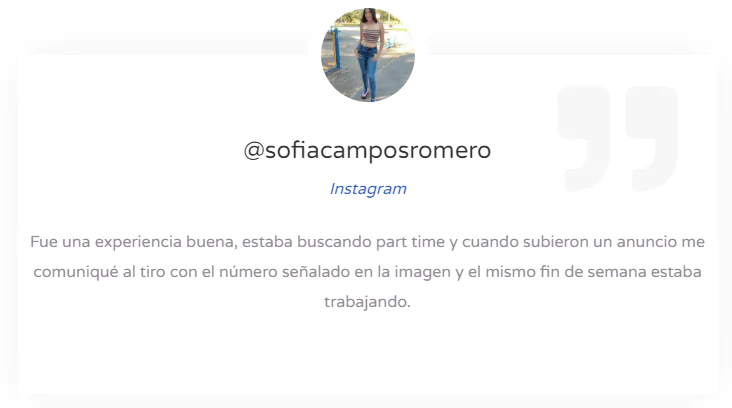 @sofiacamposromero
Instagram
Fue una experiencia buena, estaba buscando part time y cuando subieron un anuncio me
comuniqué al tiro con el número señalado en la imagen y el mismo fin de semana estaba
trabajando.